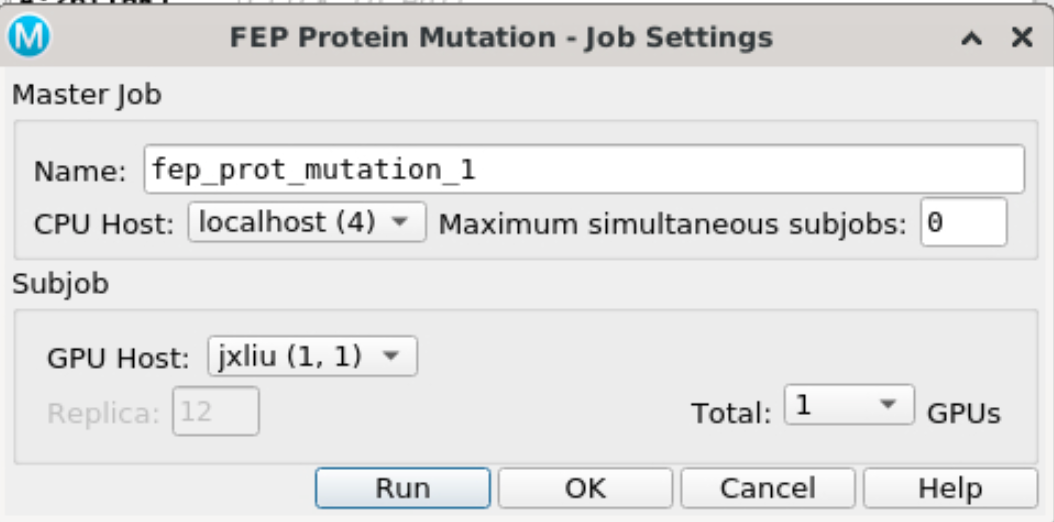 M
FEP Protein Mutation - Job Settings
Master Job
Name: fep_prot_mutation_1
CPU Host: localhost (4) Maximum simultaneous subjobs: 0
Subjob
GPU Host: jxliu (1, 1)
Replica: 12 Total: 1 GPUs
Run OK Cancel Help